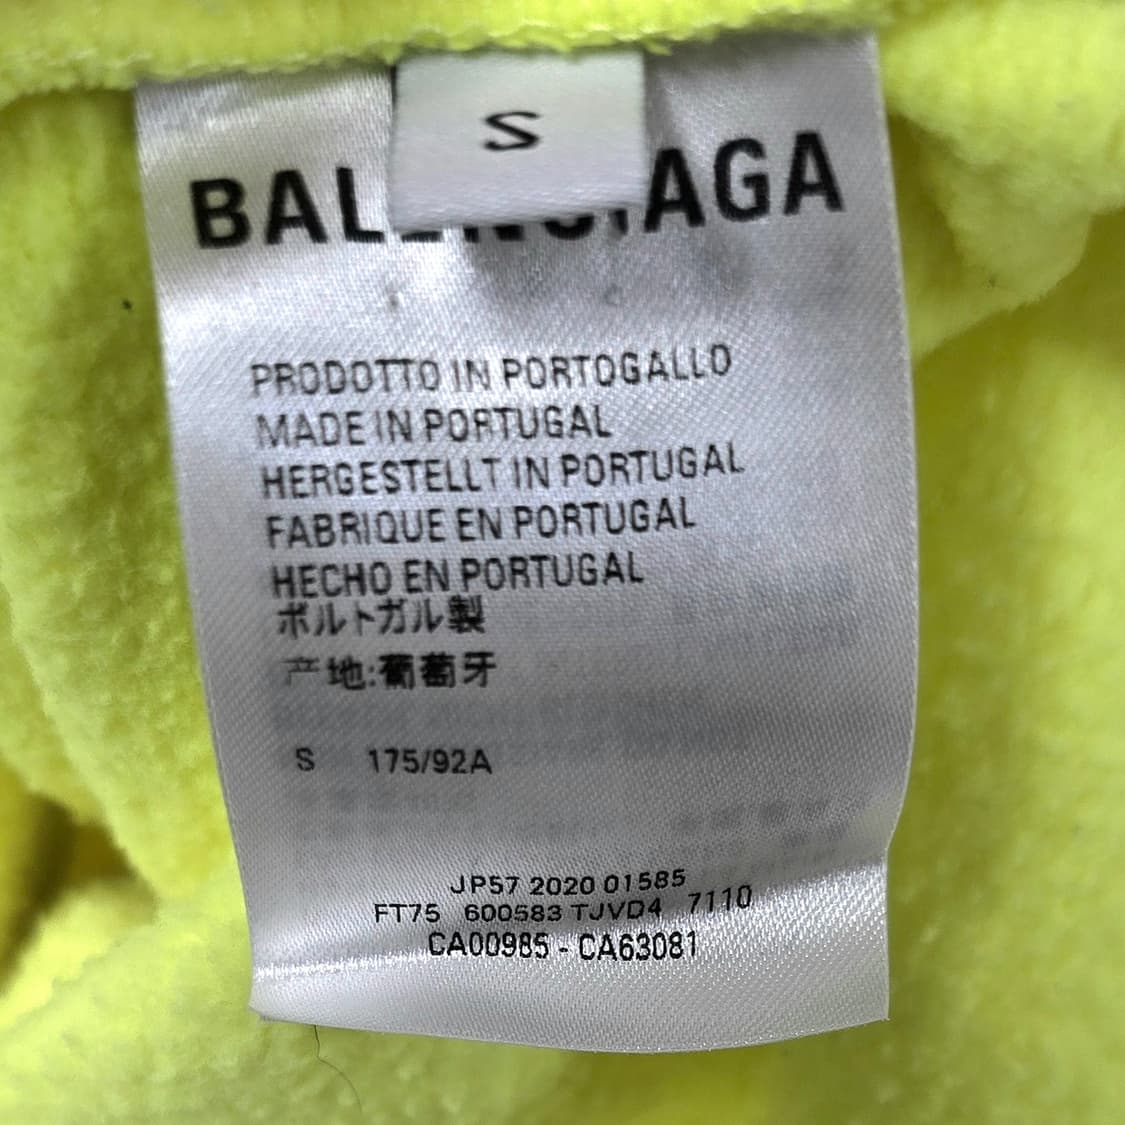 S
BALENCIAGA
PRODOTTO IN PORTOGALLO
MADE IN PORTUGAL
HERGESTELLT IN PORTUGAL
FABRIQUE EN PORTUGAL
HECHO EN PORTUGAL
ポルトガル製
产地:葡萄牙
S 175/92A
JP57 2020 01585
FT75 600583 TJVD4 7110
CA00985 - CA63081